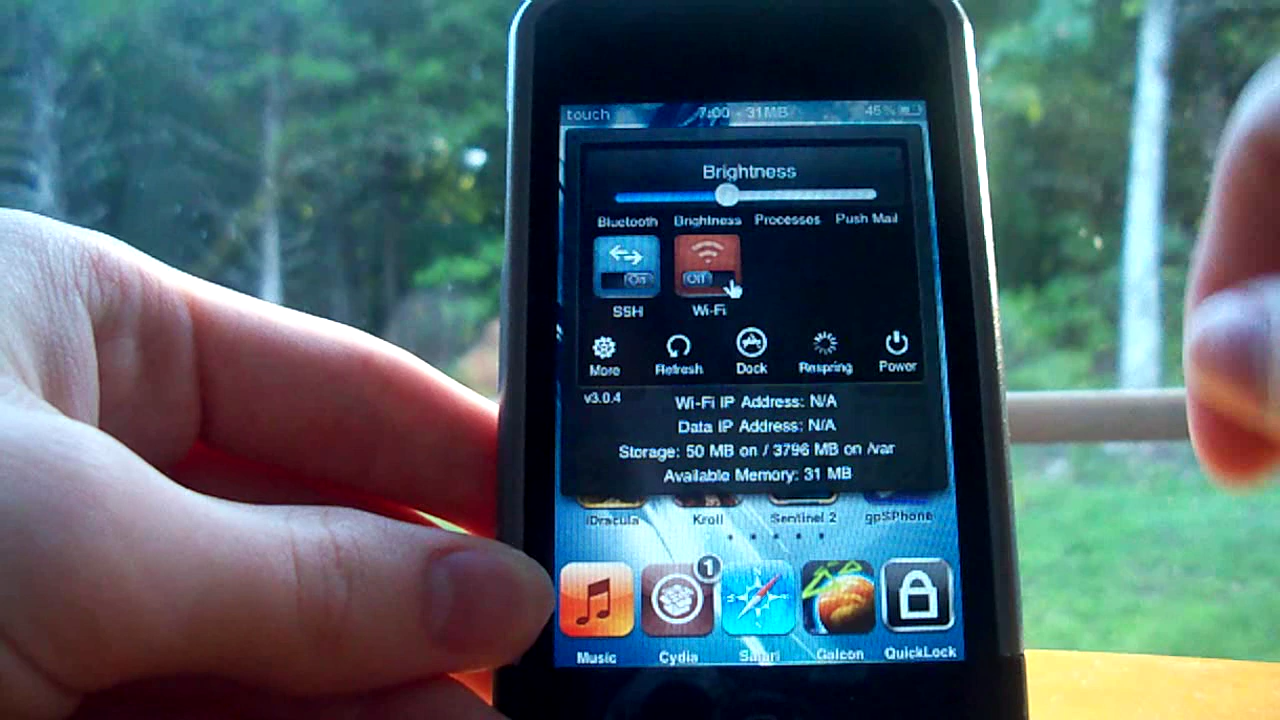 touch 7:00 - 31MB 45%
Brightness
Bluetooth Brightness Processes Push Mail
On Off
SSH Wi-Fi
More Refresh Dock Respring Power
v3.0.4
Wi-Fi IP Address: N/A
Data IP Address: N/A
Storage: 50 MB on / 3796 MB on /var
Available Memory: 31 MB
iDracula Kroll Sentinel 2 gpSPhone
1
Music Cydia Safari Galcon QuickLock